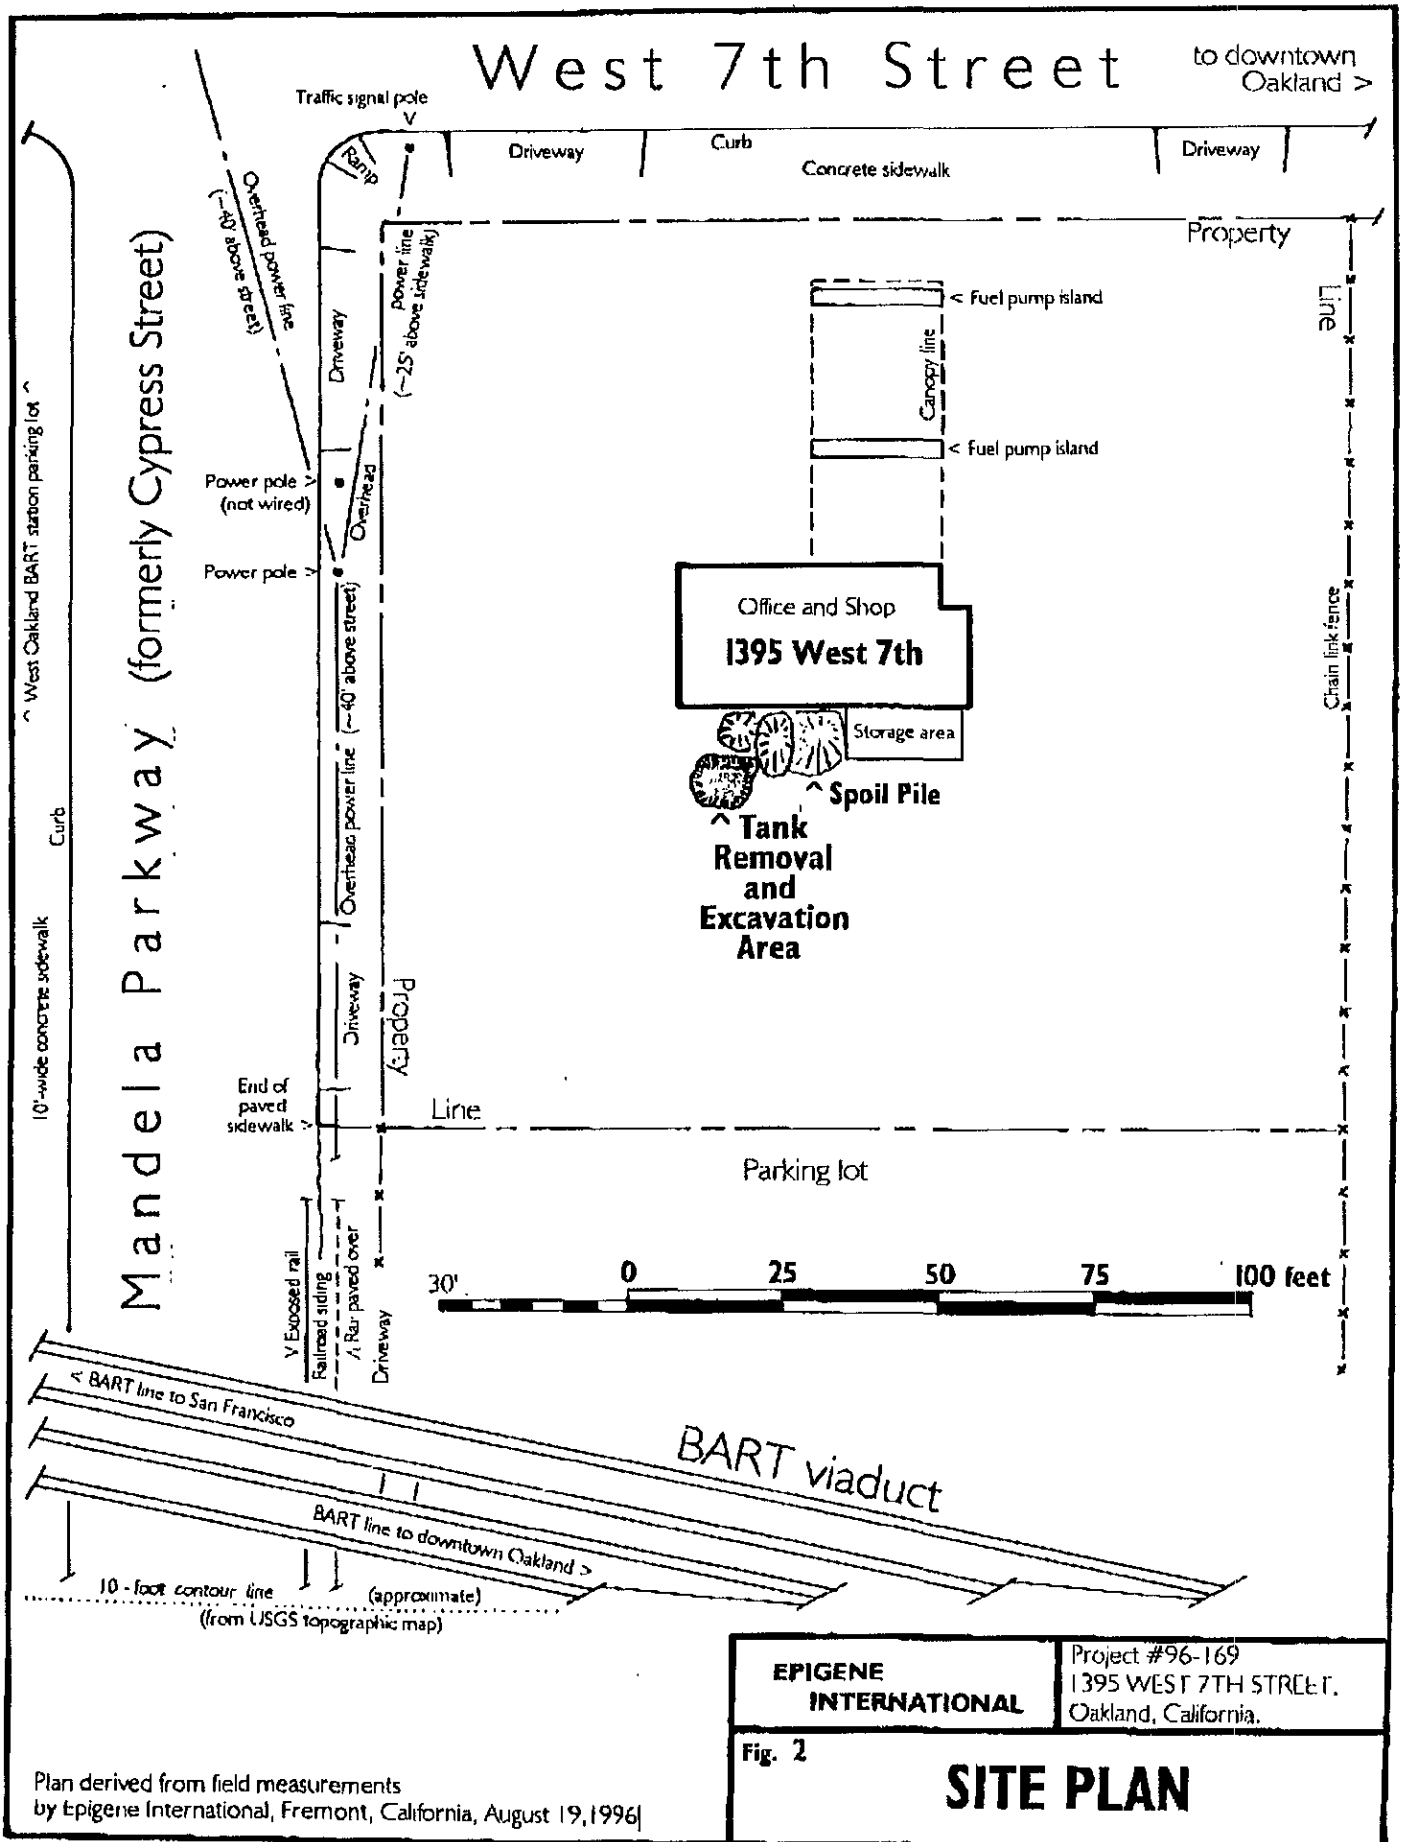 West 7th Street
to downtown
Oakland >
Traffic signal pole
V
Ramp
Driveway
Curb
Concrete sidewalk
Driveway
Property
Line
Overhead power line
(~40' above street)
power line
(~25' above sidewalk)
Overhead
Driveway
< Fuel pump island
Canopy line
< Fuel pump island
Mandela Parkway (formerly Cypress Street)
^ West Oakland BART station parking lot ^
Power pole >
(not wired)
Power pole >
Office and Shop
1395 West 7th
Storage area
^ Spoil Pile
^ Tank
Removal
and
Excavation
Area
Chain link fence
Overhead power line (~40' above street)
Curb
10'-wide concrete sidewalk
Driveway
Property
Line
End of
paved
sidewalk >
Parking lot
V Exposed rail
Railroad siding
^ Rail paved over
Driveway
30' 0 25 50 75 100 feet
< BART line to San Francisco
BART viaduct
BART line to downtown Oakland >
10 - foot contour line (approximate)
(from USGS topographic map)
EPIGENE
INTERNATIONAL
Project #96-169
1395 WEST 7TH STREET.
Oakland, California.
Fig. 2
SITE PLAN
Plan derived from field measurements
by Epigene International, Fremont, California, August 19,1996